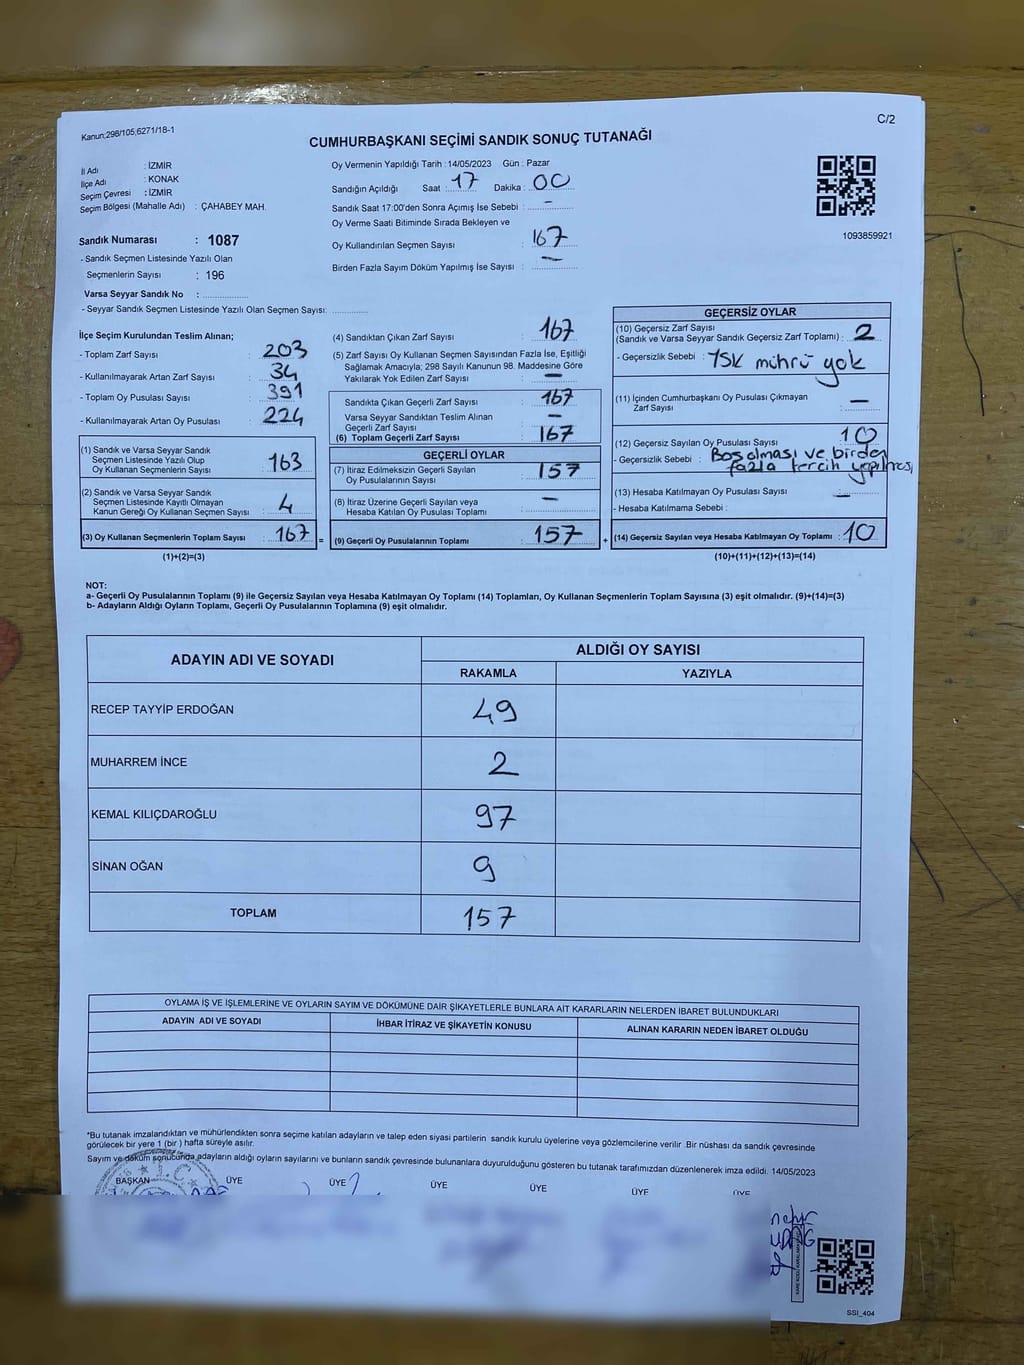 Kanun;298/105,6271/18-1
C/2
CUMHURBAŞKANI SEÇİMİ SANDIK SONUÇ TUTANAĞI
İl Adı : İZMİR
İlçe Adı : KONAK
Seçim Çevresi : İZMİR
Seçim Bölgesi (Mahalle Adı) : ÇAHABEY MAH.
Sandık Numarası : 1087
- Sandık Seçmen Listesinde Yazılı Olan
Seçmenlerin Sayısı : 196
Varsa Seyyar Sandık No : ....................
- Seyyar Sandık Seçmen Listesinde Yazılı Olan Seçmen Sayısı: ..............
Oy Vermenin Yapıldığı Tarih : 14/05/2023 Gün : Pazar
Sandığın Açıldığı Saat : 17 Dakika : 00
Sandık Saat 17:00'den Sonra Açımış İse Sebebi : -
Oy Verme Saati Bitiminde Sırada Bekleyen ve
Oy Kullandırılan Seçmen Sayısı : 167
Birden Fazla Sayım Döküm Yapılmış İse Sayısı : -
1093859921
İlçe Seçim Kurulundan Teslim Alınan;
- Toplam Zarf Sayısı : 203
- Kullanılmayarak Artan Zarf Sayısı : 34
- Toplam Oy Pusulası Sayısı : 391
- Kullanılmayarak Artan Oy Pusulası : 224
(1) Sandık ve Varsa Seyyar Sandık
Seçmen Listesinde Yazılı Olup
Oy Kullanan Seçmenlerin Sayısı : 163
(2) Sandık ve Varsa Seyyar Sandık
Seçmen Listesinde Kayıtlı Olmayan
Kanun Gereği Oy Kullanan Seçmen Sayısı : 4
(3) Oy Kullanan Seçmenlerin Toplam Sayısı : 167 =
(1)+(2)=(3)
(4) Sandıktan Çıkan Zarf Sayısı : 167
(5) Zarf Sayısı Oy Kullanan Seçmen Sayısından Fazla İse, Eşitliği
Sağlamak Amacıyla; 298 Sayılı Kanunun 98. Maddesine Göre
Yakılarak Yok Edilen Zarf Sayısı : -
Sandıkta Çıkan Geçerli Zarf Sayısı : 167
Varsa Seyyar Sandıktan Teslim Alınan
Geçerli Zarf Sayısı : -
(6) Toplam Geçerli Zarf Sayısı : 167
GEÇERLİ OYLAR
(7) İtiraz Edilmeksizin Geçerli Sayılan
Oy Pusulalarının Sayısı : 157
(8) İtiraz Üzerine Geçerli Sayılan veya
Hesaba Katılan Oy Pusulası Toplamı : -
(9) Geçerli Oy Pusulalarının Toplamı : 157 +
GEÇERSİZ OYLAR
(10) Geçersiz Zarf Sayısı
(Sandık ve Varsa Seyyar Sandık Geçersiz Zarf Toplamı) : 2
- Geçersizlik Sebebi : YSK mührü yok
(11) İçinden Cumhurbaşkanı Oy Pusulası Çıkmayan
Zarf Sayısı : -
(12) Geçersiz Sayılan Oy Pusulası Sayısı : 10
- Geçersizlik Sebebi : Boş olması ve birden
fazla tercih yapılması
(13) Hesaba Katılmayan Oy Pusulası Sayısı : -
- Hesaba Katılmama Sebebi :
(14) Geçersiz Sayılan veya Hesaba Katılmayan Oy Toplamı : 10
(10)+(11)+(12)+(13)=(14)
NOT:
a- Geçerli Oy Pusulalarının Toplamı (9) ile Geçersiz Sayılan veya Hesaba Katılmayan Oy Toplamı (14) Toplamları, Oy Kullanan Seçmenlerin Toplam Sayısına (3) eşit olmalıdır. (9)+(14)=(3)
b- Adayların Aldığı Oyların Toplamı, Geçerli Oy Pusulalarının Toplamına (9) eşit olmalıdır.
ADAYIN ADI VE SOYADI ALDIĞI OY SAYISI
RAKAMLA YAZIYLA
RECEP TAYYİP ERDOĞAN 49
MUHARREM İNCE 2
KEMAL KILIÇDAROĞLU 97
SİNAN OĞAN 9
TOPLAM 157
OYLAMA İŞ VE İŞLEMLERİNE VE OYLARIN SAYIM VE DÖKÜMÜNE DAİR ŞİKAYETLERLE BUNLARA AİT KARARLARIN NELERDEN İBARET BULUNDUKLARI
ADAYIN ADI VE SOYADI İHBAR İTİRAZ VE ŞİKAYETİN KONUSU ALINAN KARARIN NEDEN İBARET OLDUĞU
*Bu tutanak imzalandıktan ve mühürlendikten sonra seçime katılan adayların ve talep eden siyasi partilerin sandık kurulu üyelerine veya gözlemcilerine verilir .Bir nüshası da sandık çevresinde
görülecek bir yere 1 (bir ) hafta süreyle asılır.
Sayım ve döküm sonucunda adayların aldığı oyların sayılarını ve bunların sandık çevresinde bulunanlara duyurulduğunu gösteren bu tutanak tarafımızdan düzenlenerek imza edildi. 14/05/2023
BAŞKAN ÜYE ÜYE ÜYE ÜYE ÜYE ÜYE
T.C.
SSI_404